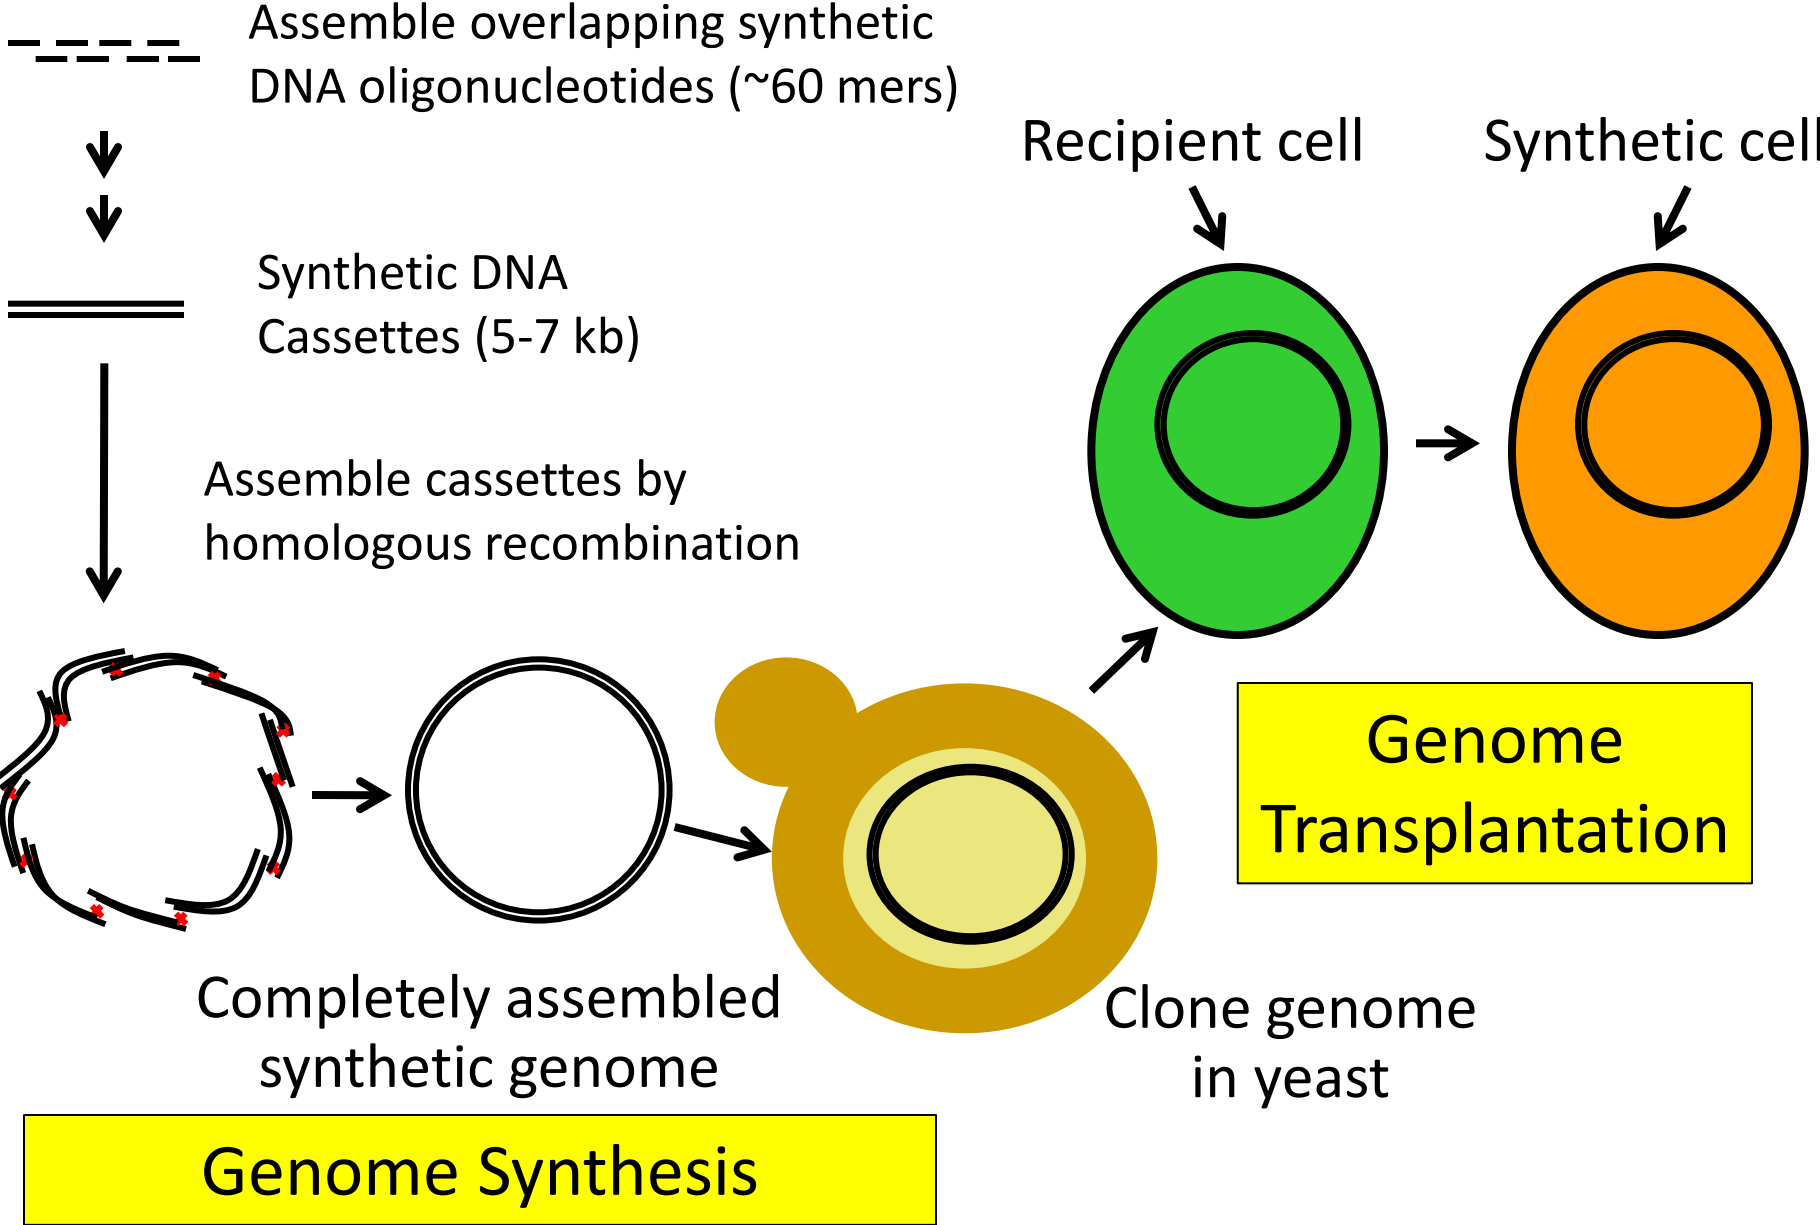 Assemble overlapping synthetic
DNA oligonucleotides (~60 mers)
Recipient cell
Synthetic cell
Synthetic DNA
Cassettes (5-7 kb)
Assemble cassettes by
homologous recombination
Genome
Transplantation
Completely assembled
synthetic genome
Clone genome
in yeast
Genome Synthesis